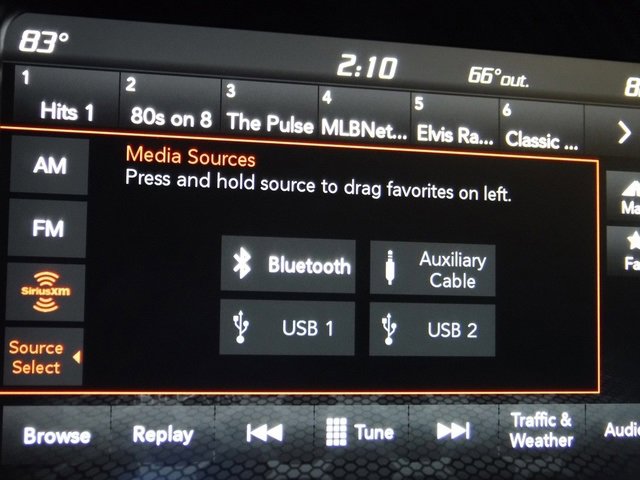 83°
2:10
66°out.
1
Hits 1
2
80s on 8
3
The Pulse
4
MLBNet...
5
Elvis Ra...
6
Classic ...
AM
FM
SiriusXM
Source
Select
Media Sources
Press and hold source to drag favorites on left.
Bluetooth
Auxiliary
Cable
USB 1
USB 2
Browse
Replay
Tune
Traffic &
Weather